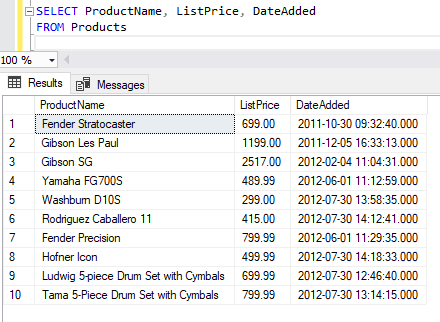 SELECT ProductName, ListPrice, DateAdded
FROM Products
100 %
Results Messages
ProductName ListPrice DateAdded
1 Fender Stratocaster 699.00 2011-10-30 09:32:40.000
2 Gibson Les Paul 1199.00 2011-12-05 16:33:13.000
3 Gibson SG 2517.00 2012-02-04 11:04:31.000
4 Yamaha FG700S 489.99 2012-06-01 11:12:59.000
5 Washburn D10S 299.00 2012-07-30 13:58:35.000
6 Rodriguez Caballero 11 415.00 2012-07-30 14:12:41.000
7 Fender Precision 799.99 2012-06-01 11:29:35.000
8 Hofner Icon 499.99 2012-07-30 14:18:33.000
9 Ludwig 5-piece Drum Set with Cymbals 699.99 2012-07-30 12:46:40.000
10 Tama 5-Piece Drum Set with Cymbals 799.99 2012-07-30 13:14:15.000